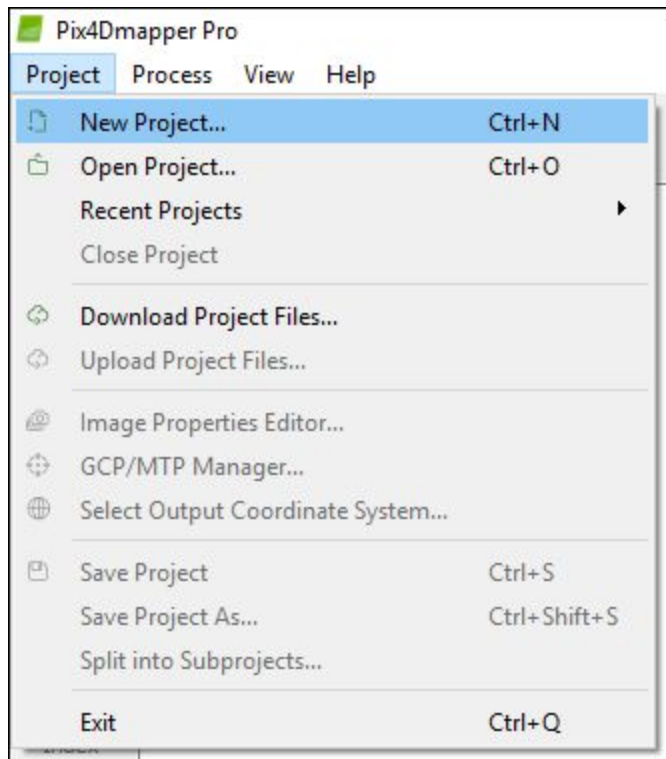 Pix4Dmapper Pro
Project Process View Help
New Project... Ctrl+N
Open Project... Ctrl+O
Recent Projects
Close Project
Download Project Files...
Upload Project Files...
Image Properties Editor...
GCP/MTP Manager...
Select Output Coordinate System...
Save Project Ctrl+S
Save Project As... Ctrl+Shift+S
Split into Subprojects...
Exit Ctrl+Q